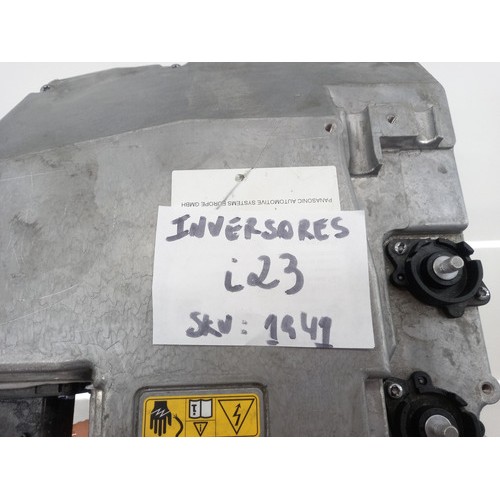 PANASONIC AUTOMOTIVE SYSTEMS EUROPE GMBH
INVERSORES
i23
SKU: 1941